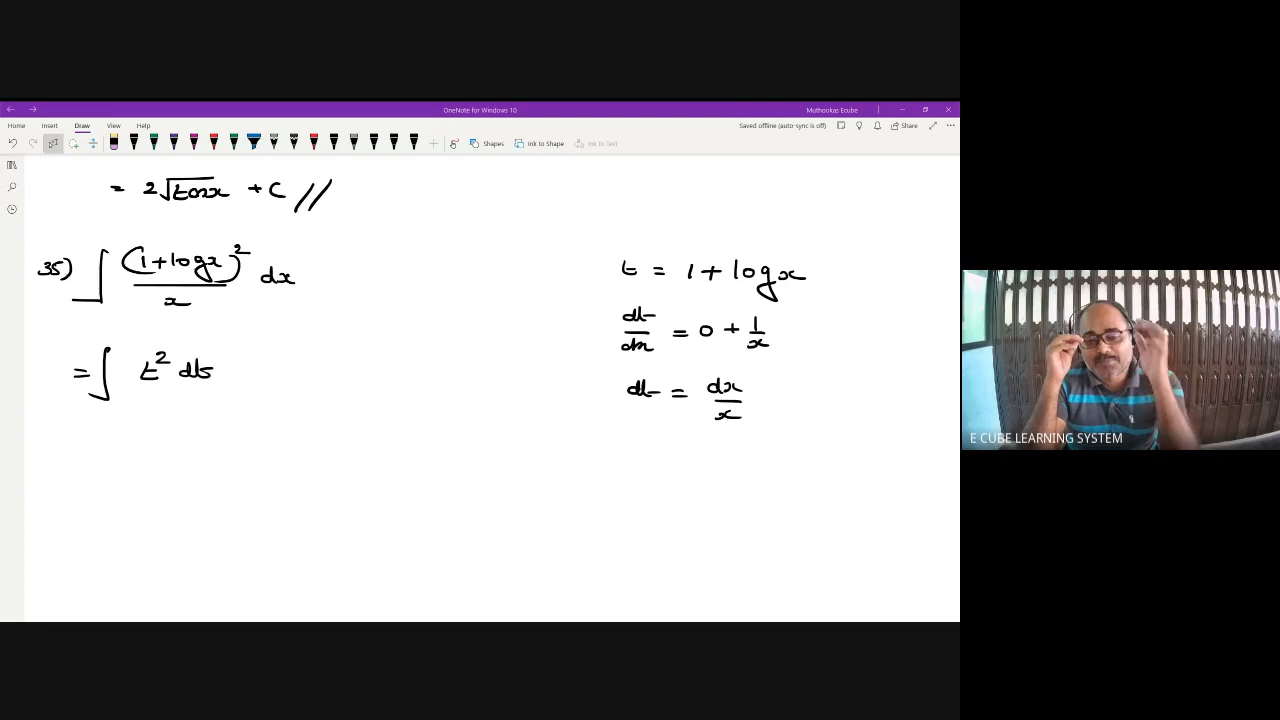 OneNote for Windows 10
Muthookas Ecube
Home Insert Draw View Help
Saved offline (auto-sync is off)
Share
Shapes Ink to Shape Ink to Text
= 2√tanx + C //
35) ∫ (1+logx)² / x dx
t = 1 + logx
dt/dx = 0 + 1/x
= ∫ t² dt
dt = dx/x
E CUBE LEARNING SYSTEM